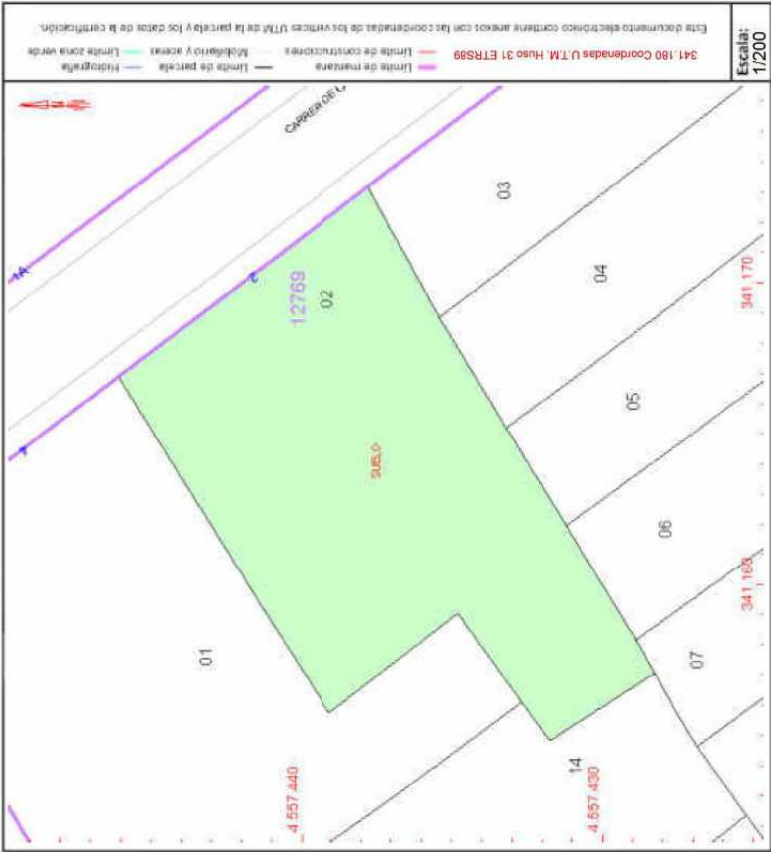 Este documento electrónico contiene anexos con las coordenadas de los vértices UTM de la parcela y los datos de la certificación.
341.180 Coordenadas U.T.M. Huso 31 ETRS89
Límite de manzana
Límite de construcciones
Límite de parcela
Mobiliario y aceras
Hidrografía
Límite zona verde
Escala:
1/200
N
CARRER DE
1A
2
4
12769
01
02
03
04
05
06
07
14
SUELO
341.170
341.160
4.557.440
4.557.430